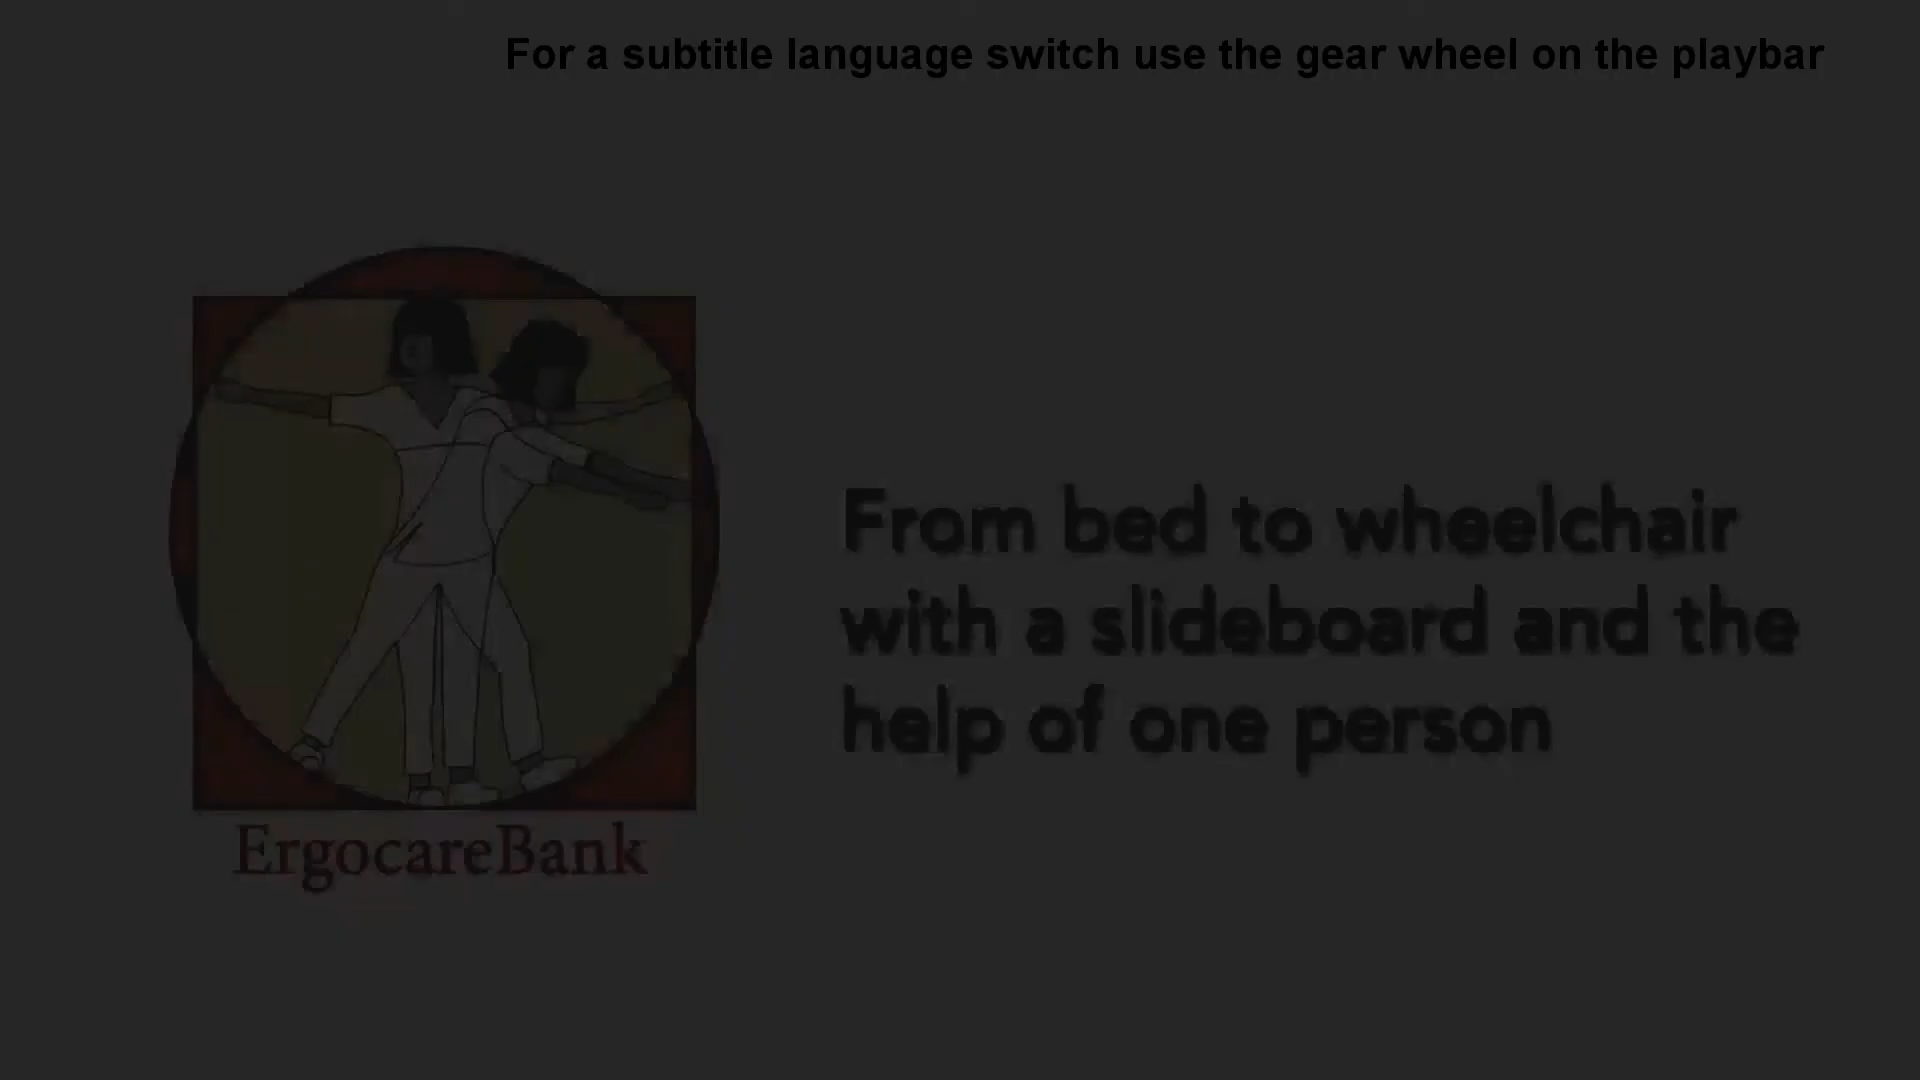 For a subtitle language switch use the gear wheel on the playbar
From bed to wheelchair
with a slideboard and the
help of one person
ErgocareBank